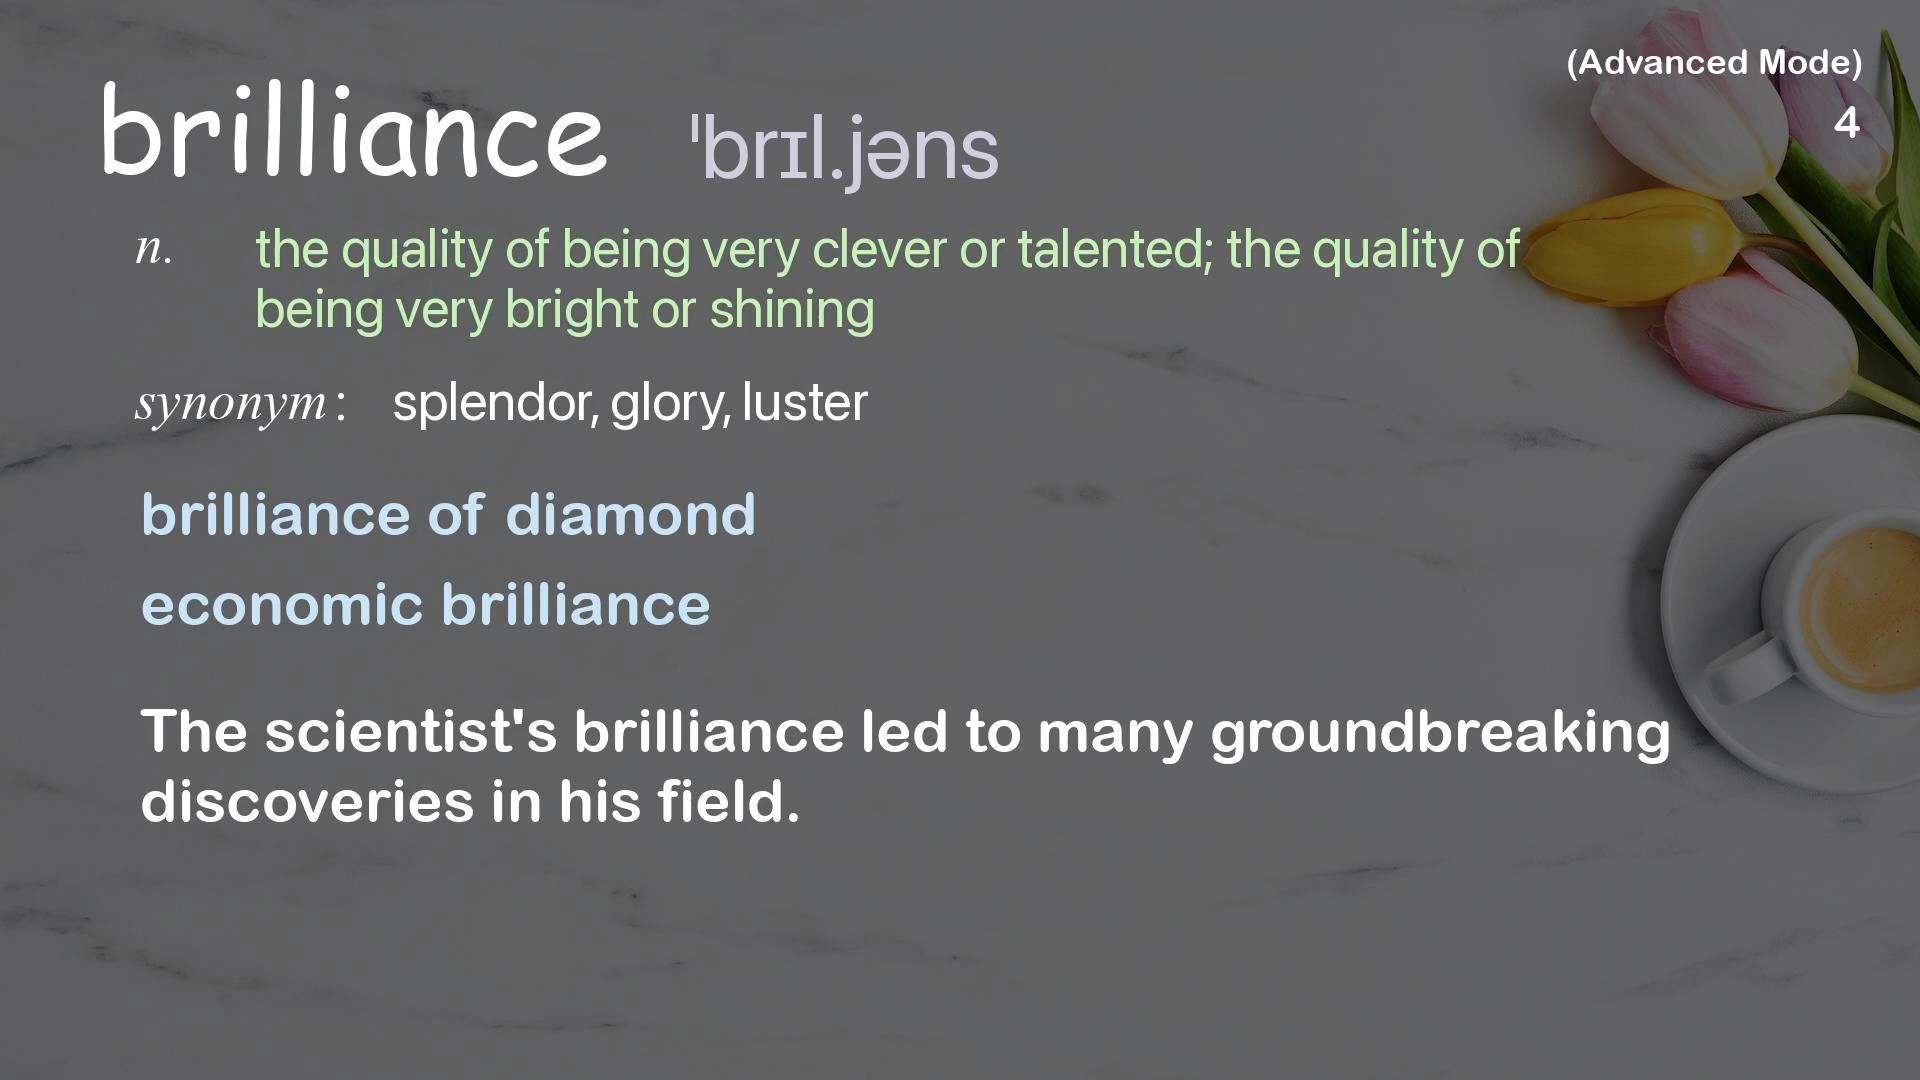 (Advanced Mode)
4
brilliance ˈbrɪl.jəns
n. the quality of being very clever or talented; the quality of
being very bright or shining
synonym: splendor, glory, luster
brilliance of diamond
economic brilliance
The scientist's brilliance led to many groundbreaking
discoveries in his field.